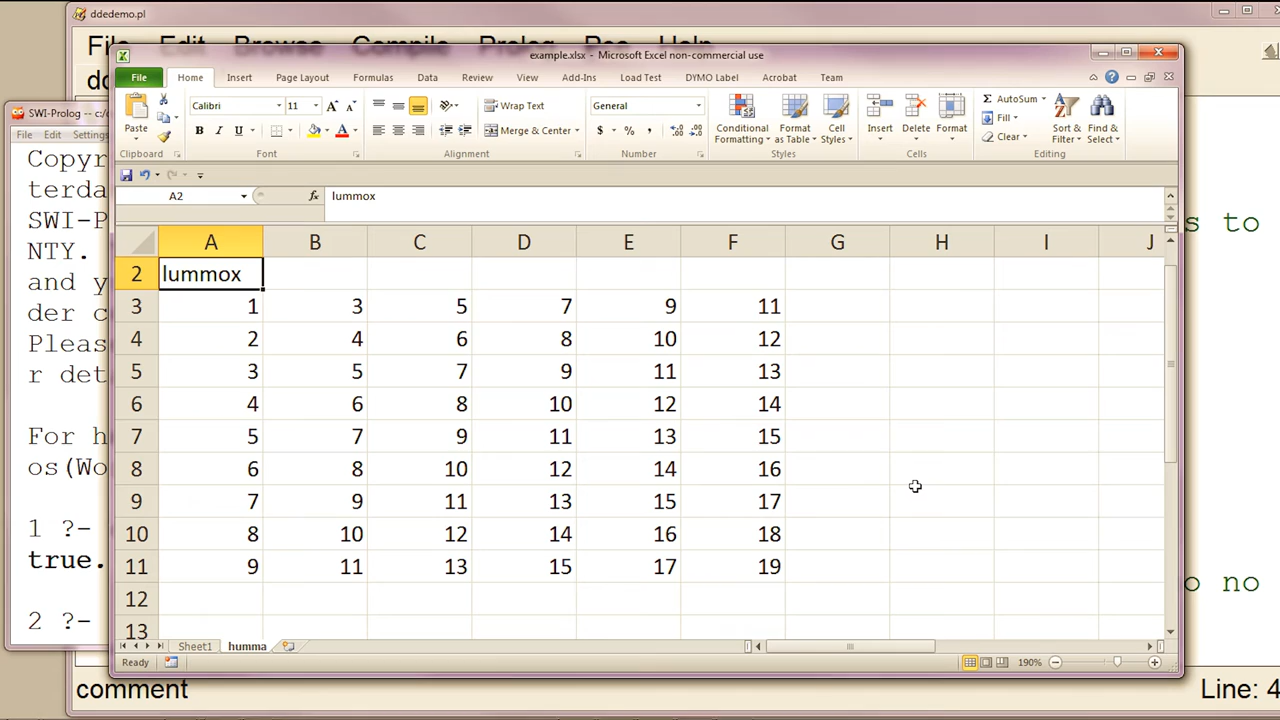 ddedemo.pl
File Edit Browse Compile Prolog Pce Help
example.xlsx - Microsoft Excel non-commercial use
File Home Insert Page Layout Formulas Data Review View Add-Ins Load Test DYMO Label Acrobat Team
Paste
Clipboard
Calibri 11
B I U
Font
Wrap Text
Merge & Center
Alignment
General
$ % ,
Number
Conditional Formatting
Format as Table
Cell Styles
Styles
Insert
Delete
Format
Cells
AutoSum
Fill
Clear
Sort & Filter
Find & Select
Editing
A2 fx lummox
A B C D E F G H I J
2 lummox
3 1 3 5 7 9 11
4 2 4 6 8 10 12
5 3 5 7 9 11 13
6 4 6 8 10 12 14
7 5 7 9 11 13 15
8 6 8 10 12 14 16
9 7 9 11 13 15 17
10 8 10 12 14 16 18
11 9 11 13 15 17 19
12
13
Sheet1 humma
Ready 190%
SWI-Prolog -- c:/
File Edit Settings
Copyr
terda
SWI-P
NTY.
and y
der c
Pleas
r det
For h
os(Wo
1 ?-
true.
2 ?-
s to
o no
comment Line: 4